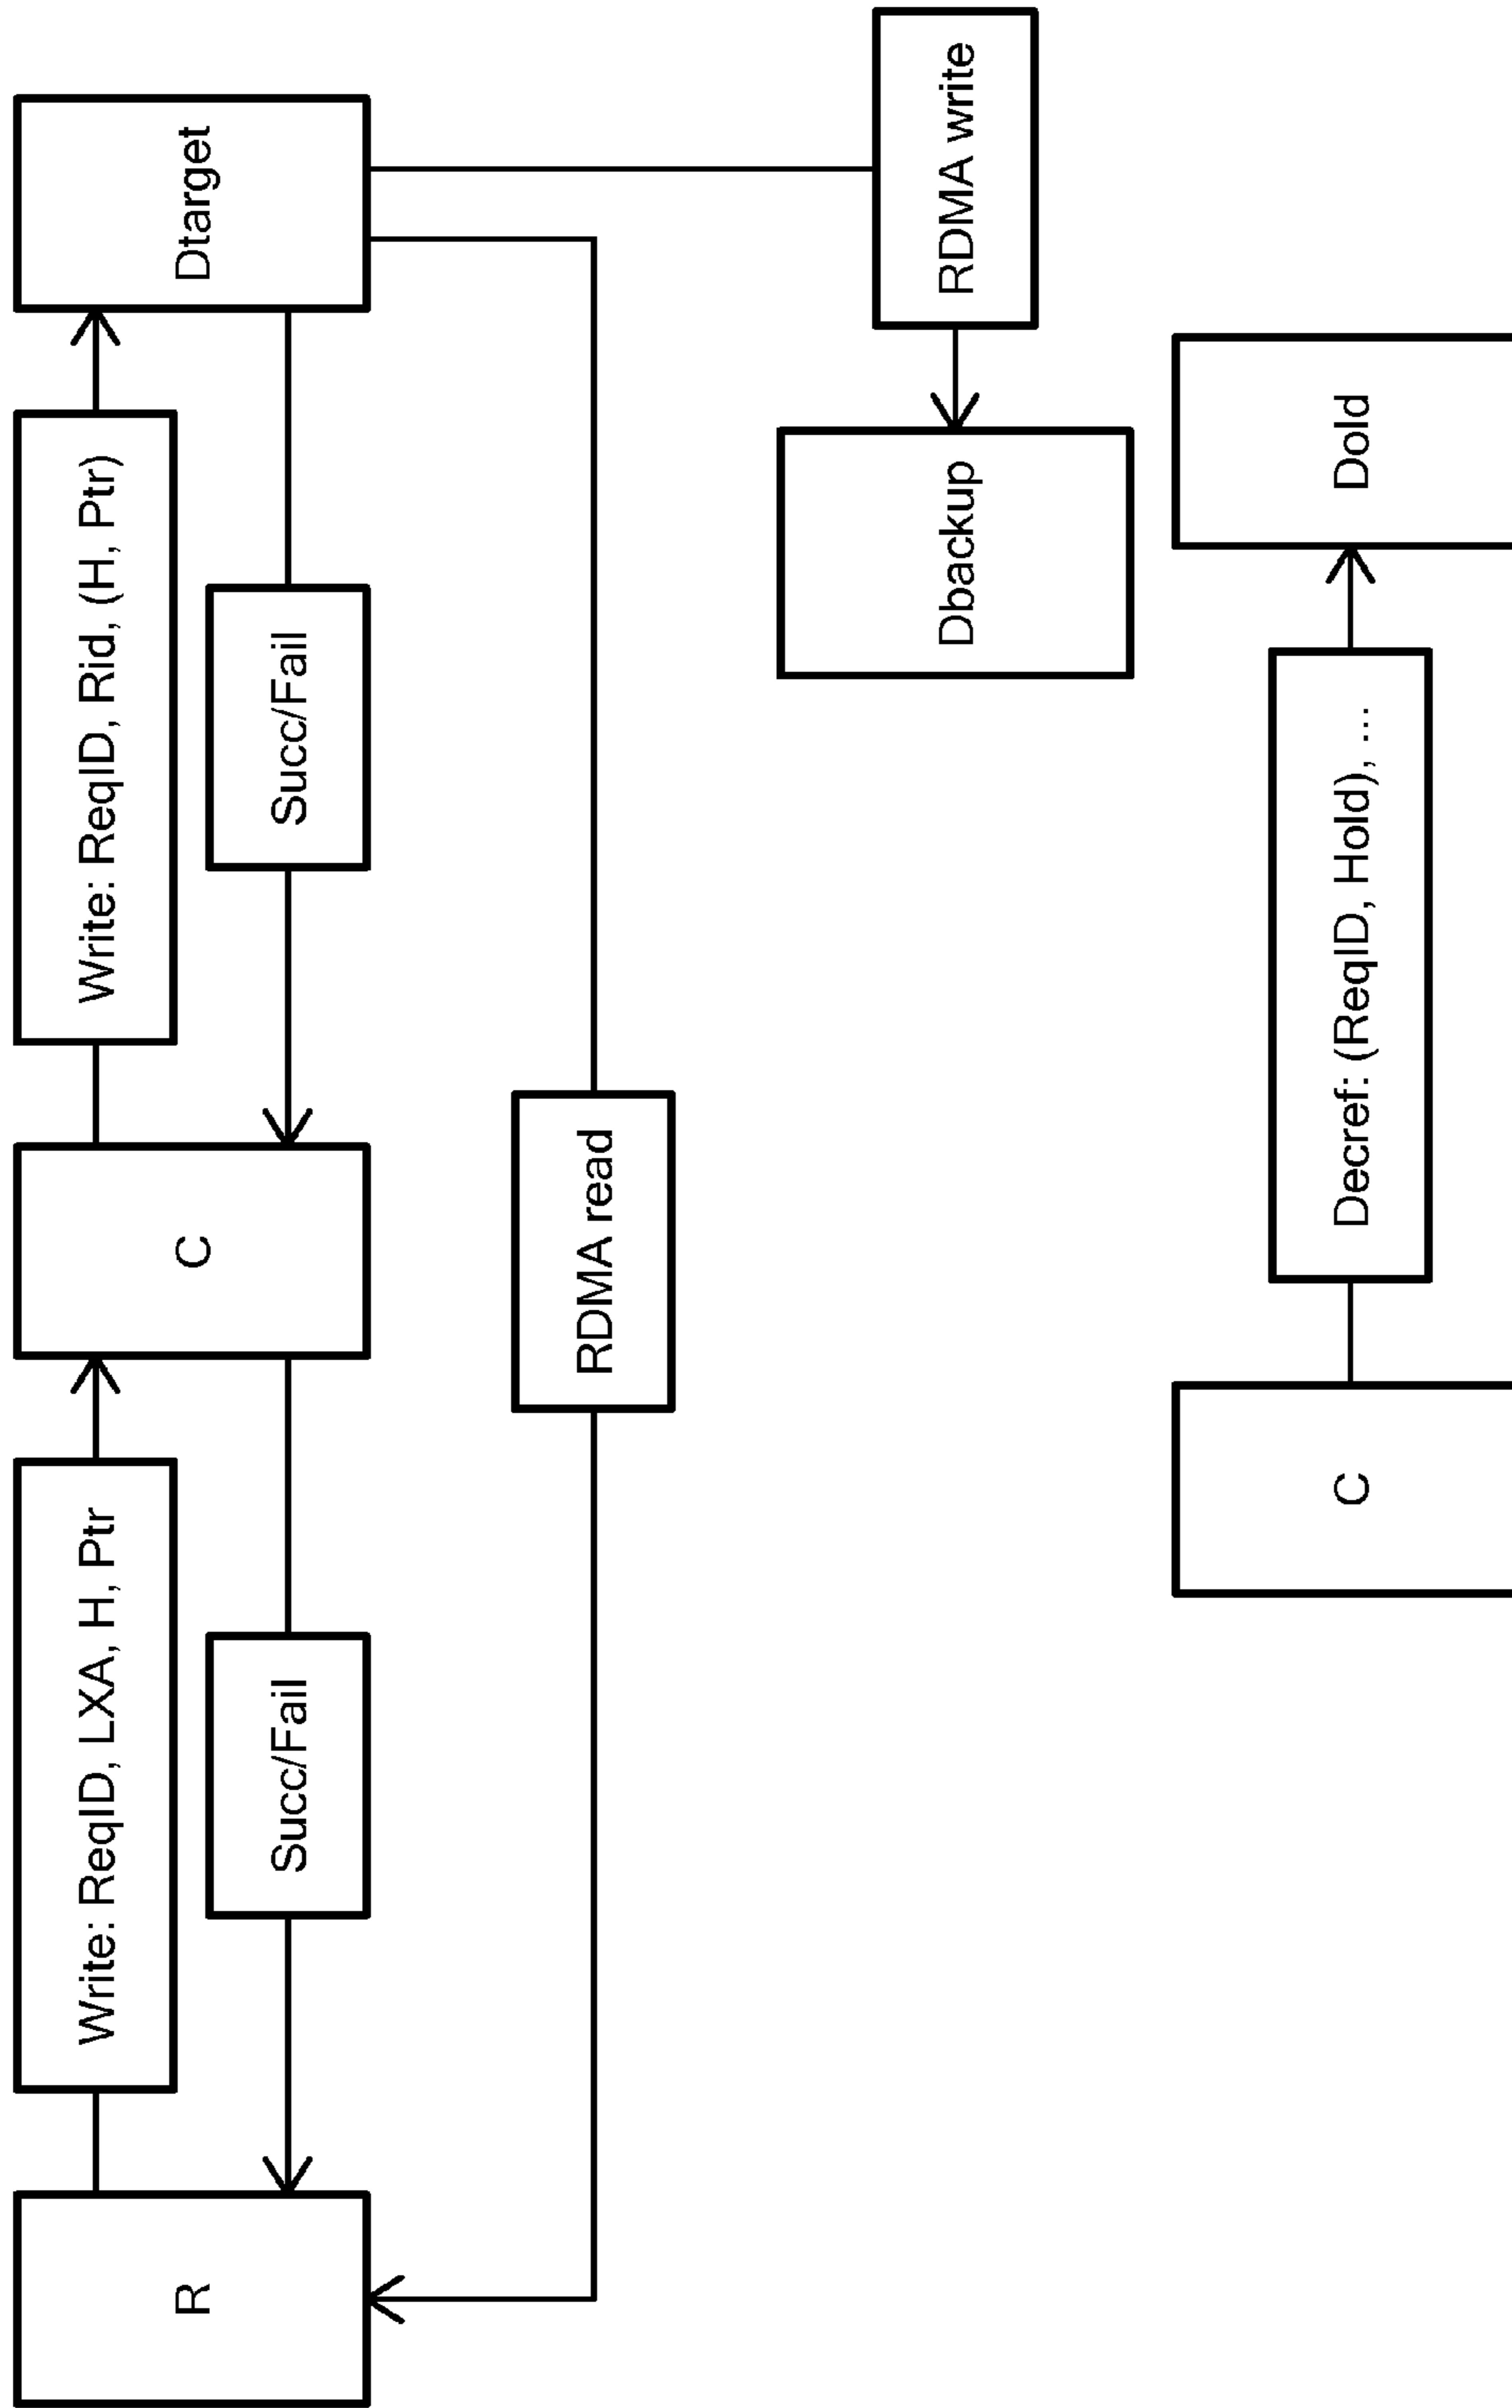 R
Write: ReqID, LXA, H, Ptr
Succ/Fail
C
Write: ReqID, Rid, (H, Ptr)
Succ/Fail
Dtarget
RDMA read
RDMA write
Dbackup
C
Decref: (ReqID, Hold), ...
Dold